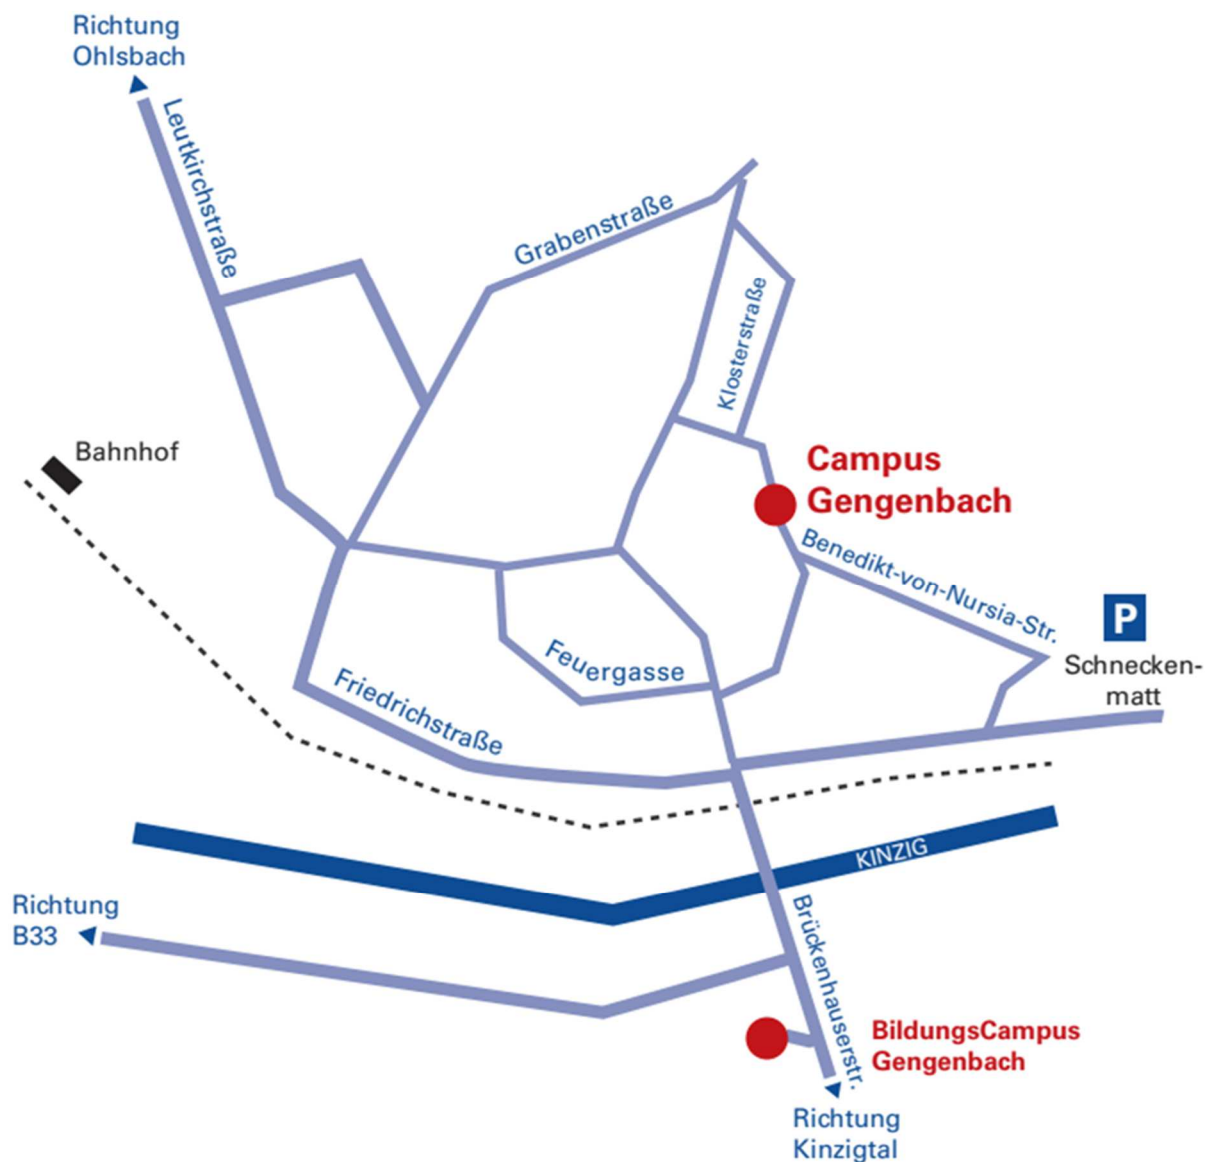 Richtung
Ohlsbach
Leutkirchstraße
Grabenstraße
Klosterstraße
Bahnhof
Campus
Gengenbach
Benedikt-von-Nursia-Str.
P
Schnecken-
matt
Feuergasse
Friedrichstraße
KINZIG
Richtung
B33
Brückenhauserstr.
BildungsCampus
Gengenbach
Richtung
Kinzigtal